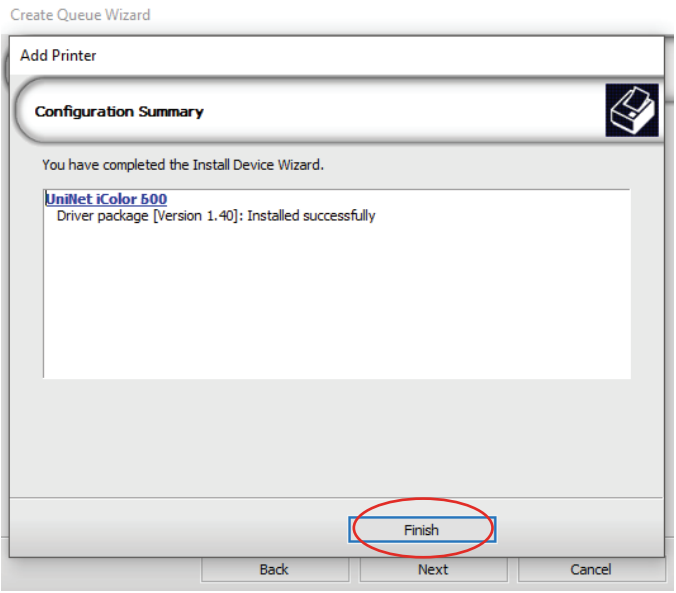 Create Queue Wizard
Add Printer
Configuration Summary
You have completed the Install Device Wizard.
UniNet iColor 600
Driver package [Version 1.40]: Installed successfully
Finish
Back
Next
Cancel